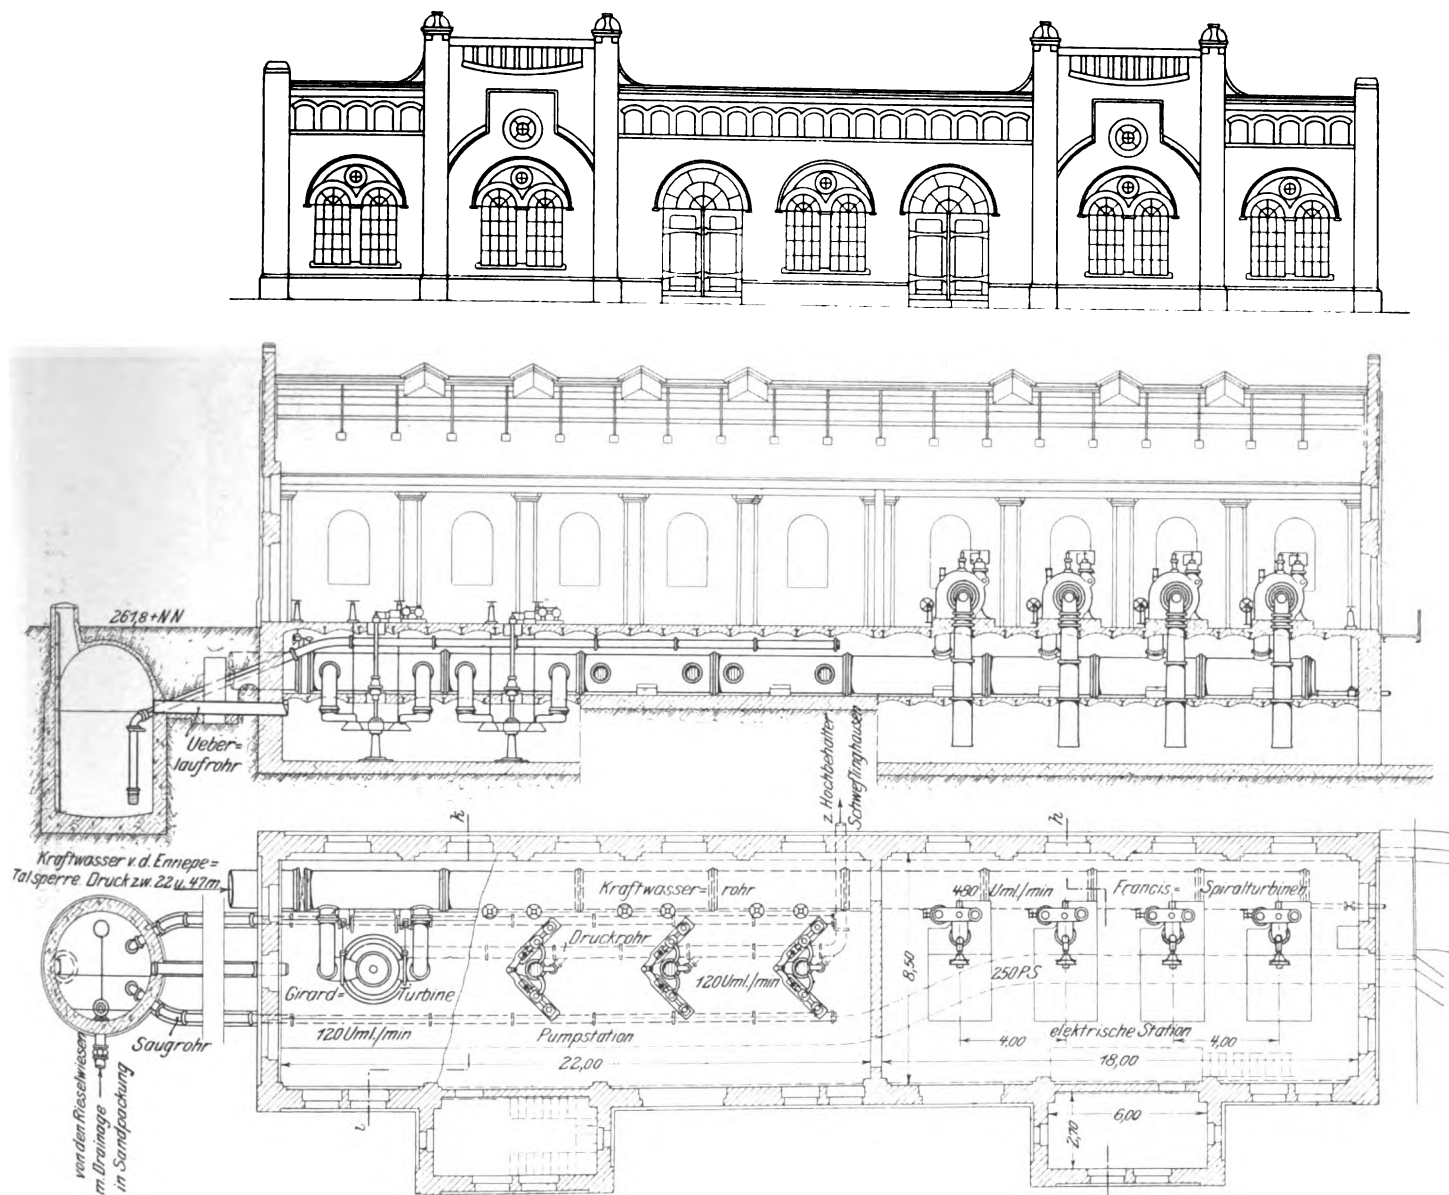 261,8+NN
Ueber=
laufrohr
z. Hochbehälter
Schweflinghausen
k
h
Kraftwasser v. d. Ennepe=
Talsperre. Druck zw. 22 u. 47 m.
Kraftwasser= rohr
480 Uml/min
Francis= Spiralturbinen
Druckrohr
8,50
250 P.S
120 Uml./min
Girard= Turbine
120 Uml./min
Pumpstation
elektrische Station
Saugrohr
4,00
4,00
22,00
18,00
von den Rieselwiesen
m. Drainage
in Sandpackung
i
6,00
2,70